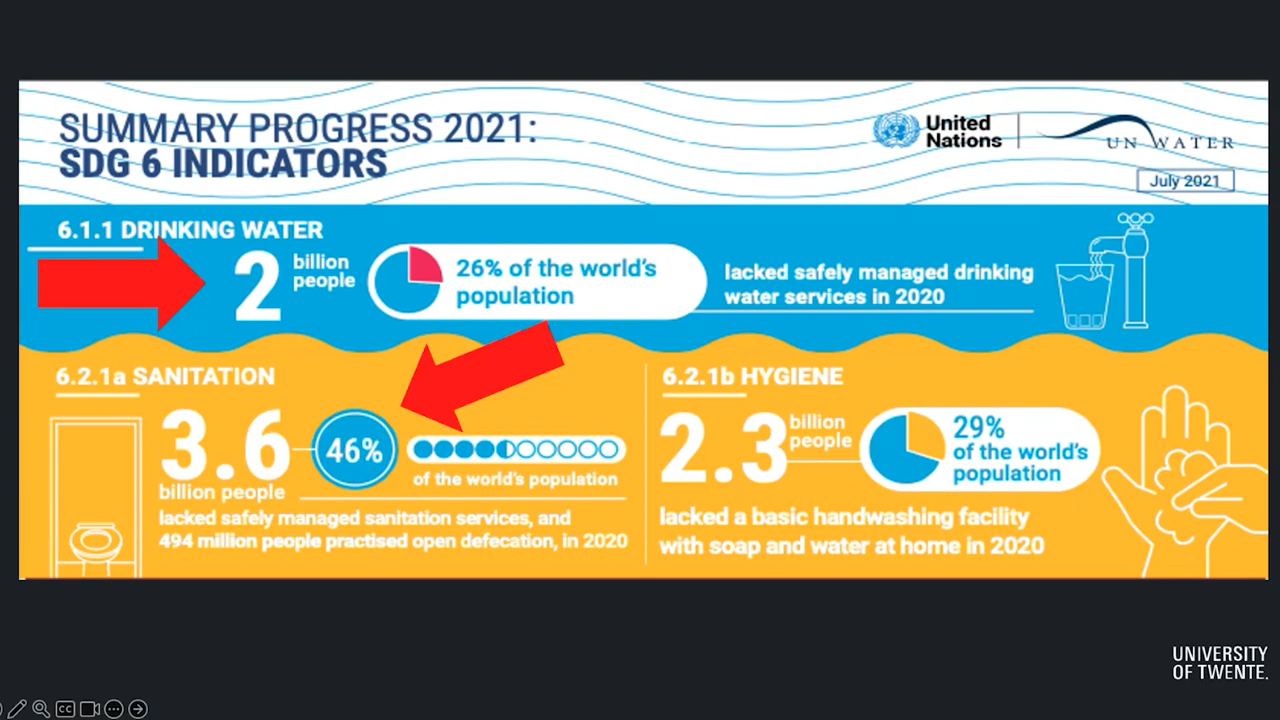 SUMMARY PROGRESS 2021:
SDG 6 INDICATORS
United
Nations
UN WATER
July 2021
6.1.1 DRINKING WATER
2
billion
people
26% of the world's
population
lacked safely managed drinking
water services in 2020
6.2.1a SANITATION
3.6
billion people
46%
of the world's population
lacked safely managed sanitation services, and
494 million people practised open defecation, in 2020
6.2.1b HYGIENE
2.3
billion
people
29%
of the world's
population
lacked a basic handwashing facility
with soap and water at home in 2020
UNIVERSITY
OF TWENTE.
CC